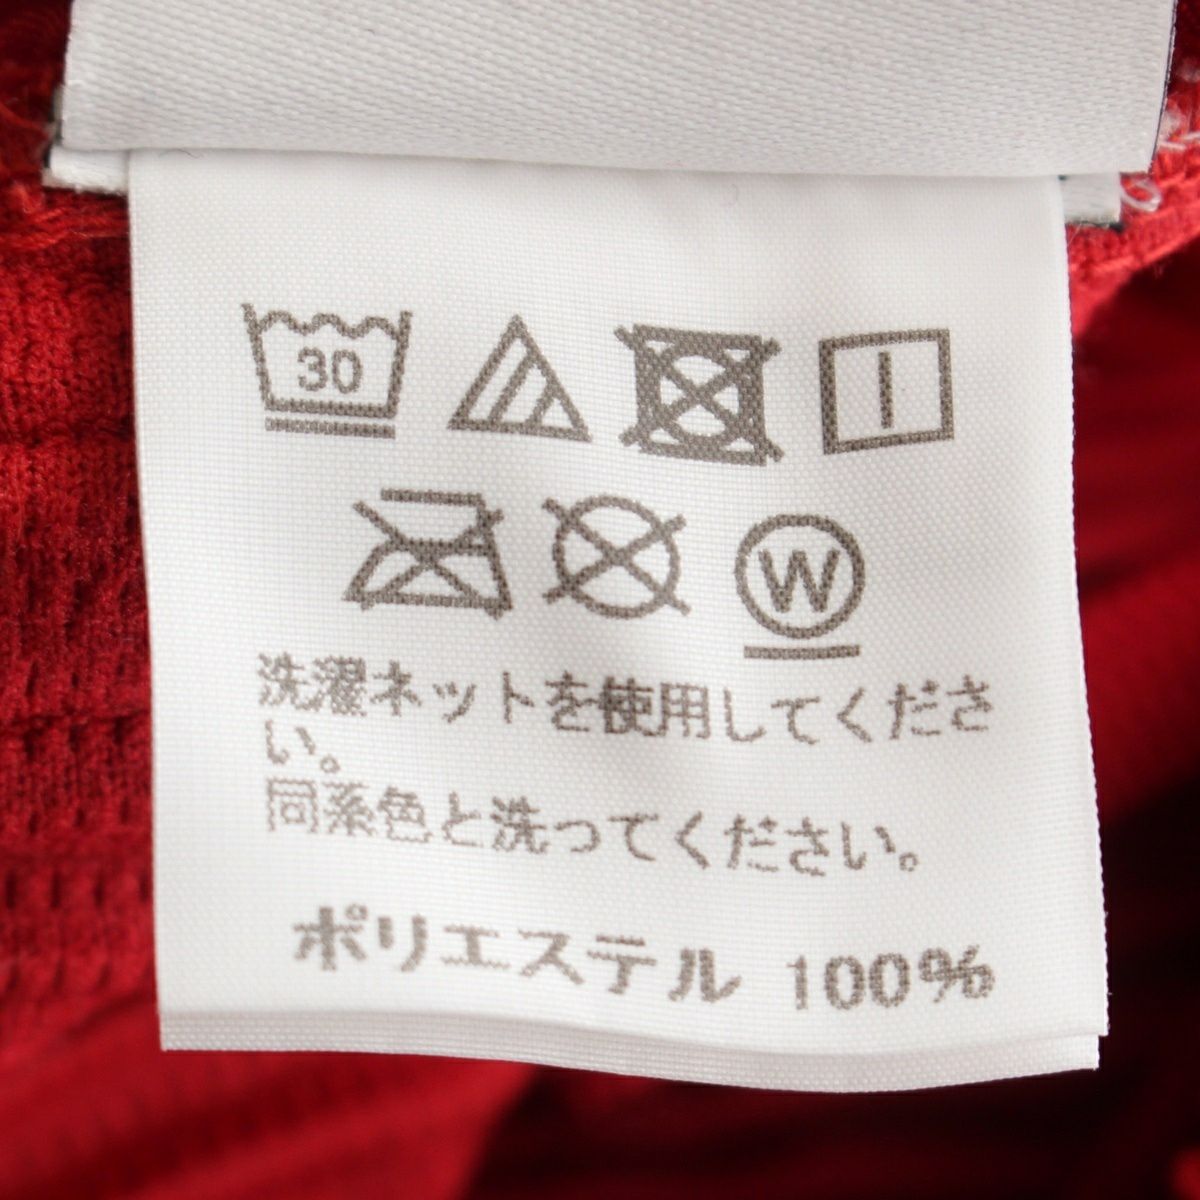 30
W
洗濯ネットを使用してくださ
い。
同系色と洗ってください。
ポリエステル 100%